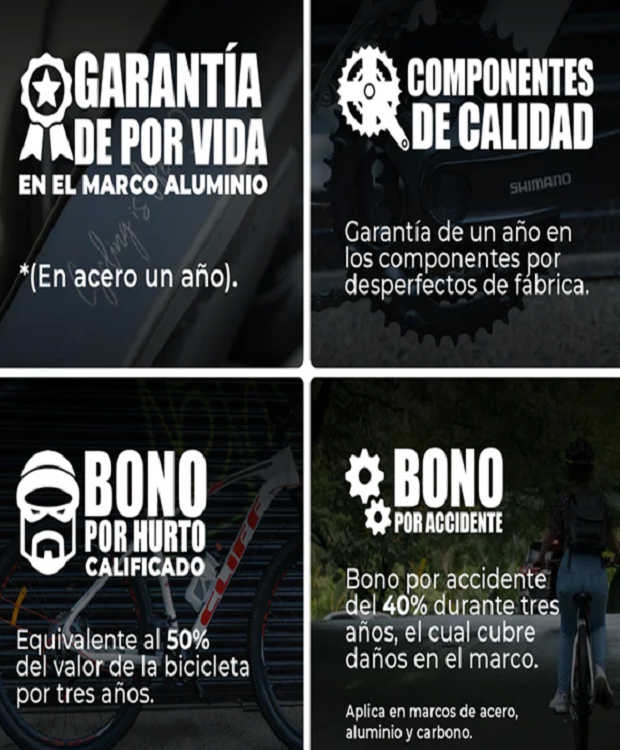 GARANTÍA
DE POR VIDA
EN EL MARCO ALUMINIO
*(En acero un año).
COMPONENTES
DE CALIDAD
SHIMANO
Garantía de un año en
los componentes por
desperfectos de fábrica.
BONO
POR HURTO
CALIFICADO
CLIFF
Equivalente al 50%
del valor de la bicicleta
por tres años.
BONO
POR ACCIDENTE
Bono por accidente
del 40% durante tres
años, el cual cubre
daños en el marco.
Aplica en marcos de acero,
aluminio y carbono.